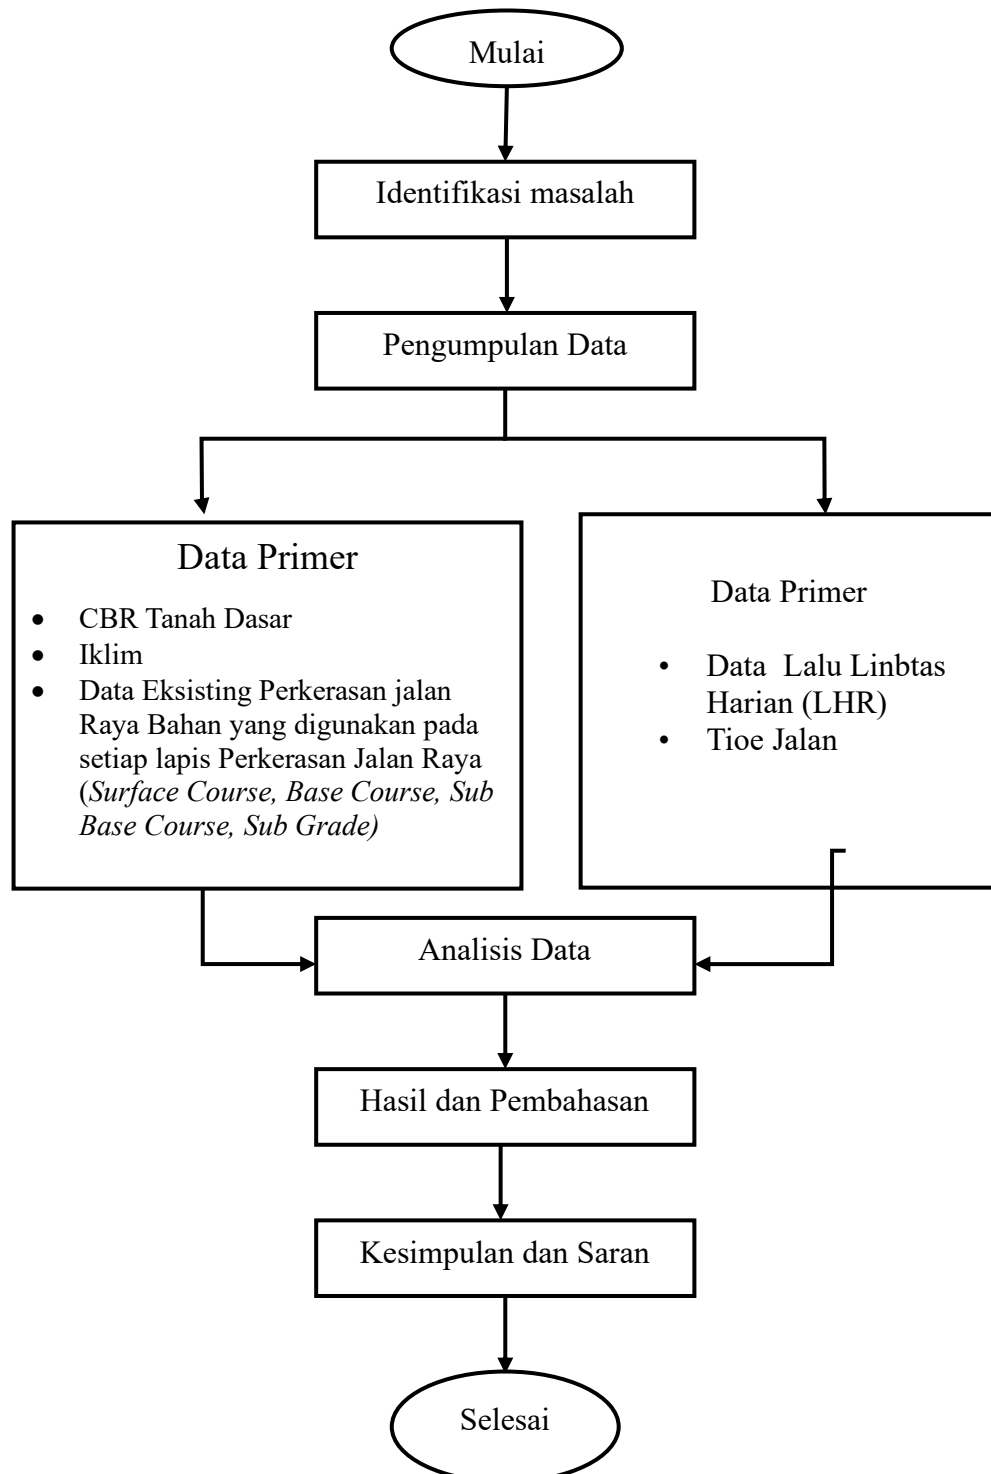 Mulai
Identifikasi masalah
Pengumpulan Data
Data Primer
• CBR Tanah Dasar
• Iklim
• Data Eksisting Perkerasan jalan
Raya Bahan yang digunakan pada
setiap lapis Perkerasan Jalan Raya
(Surface Course, Base Course, Sub
Base Course, Sub Grade)
Data Primer
• Data Lalu Linbtas
Harian (LHR)
• Tioe Jalan
Analisis Data
Hasil dan Pembahasan
Kesimpulan dan Saran
Selesai